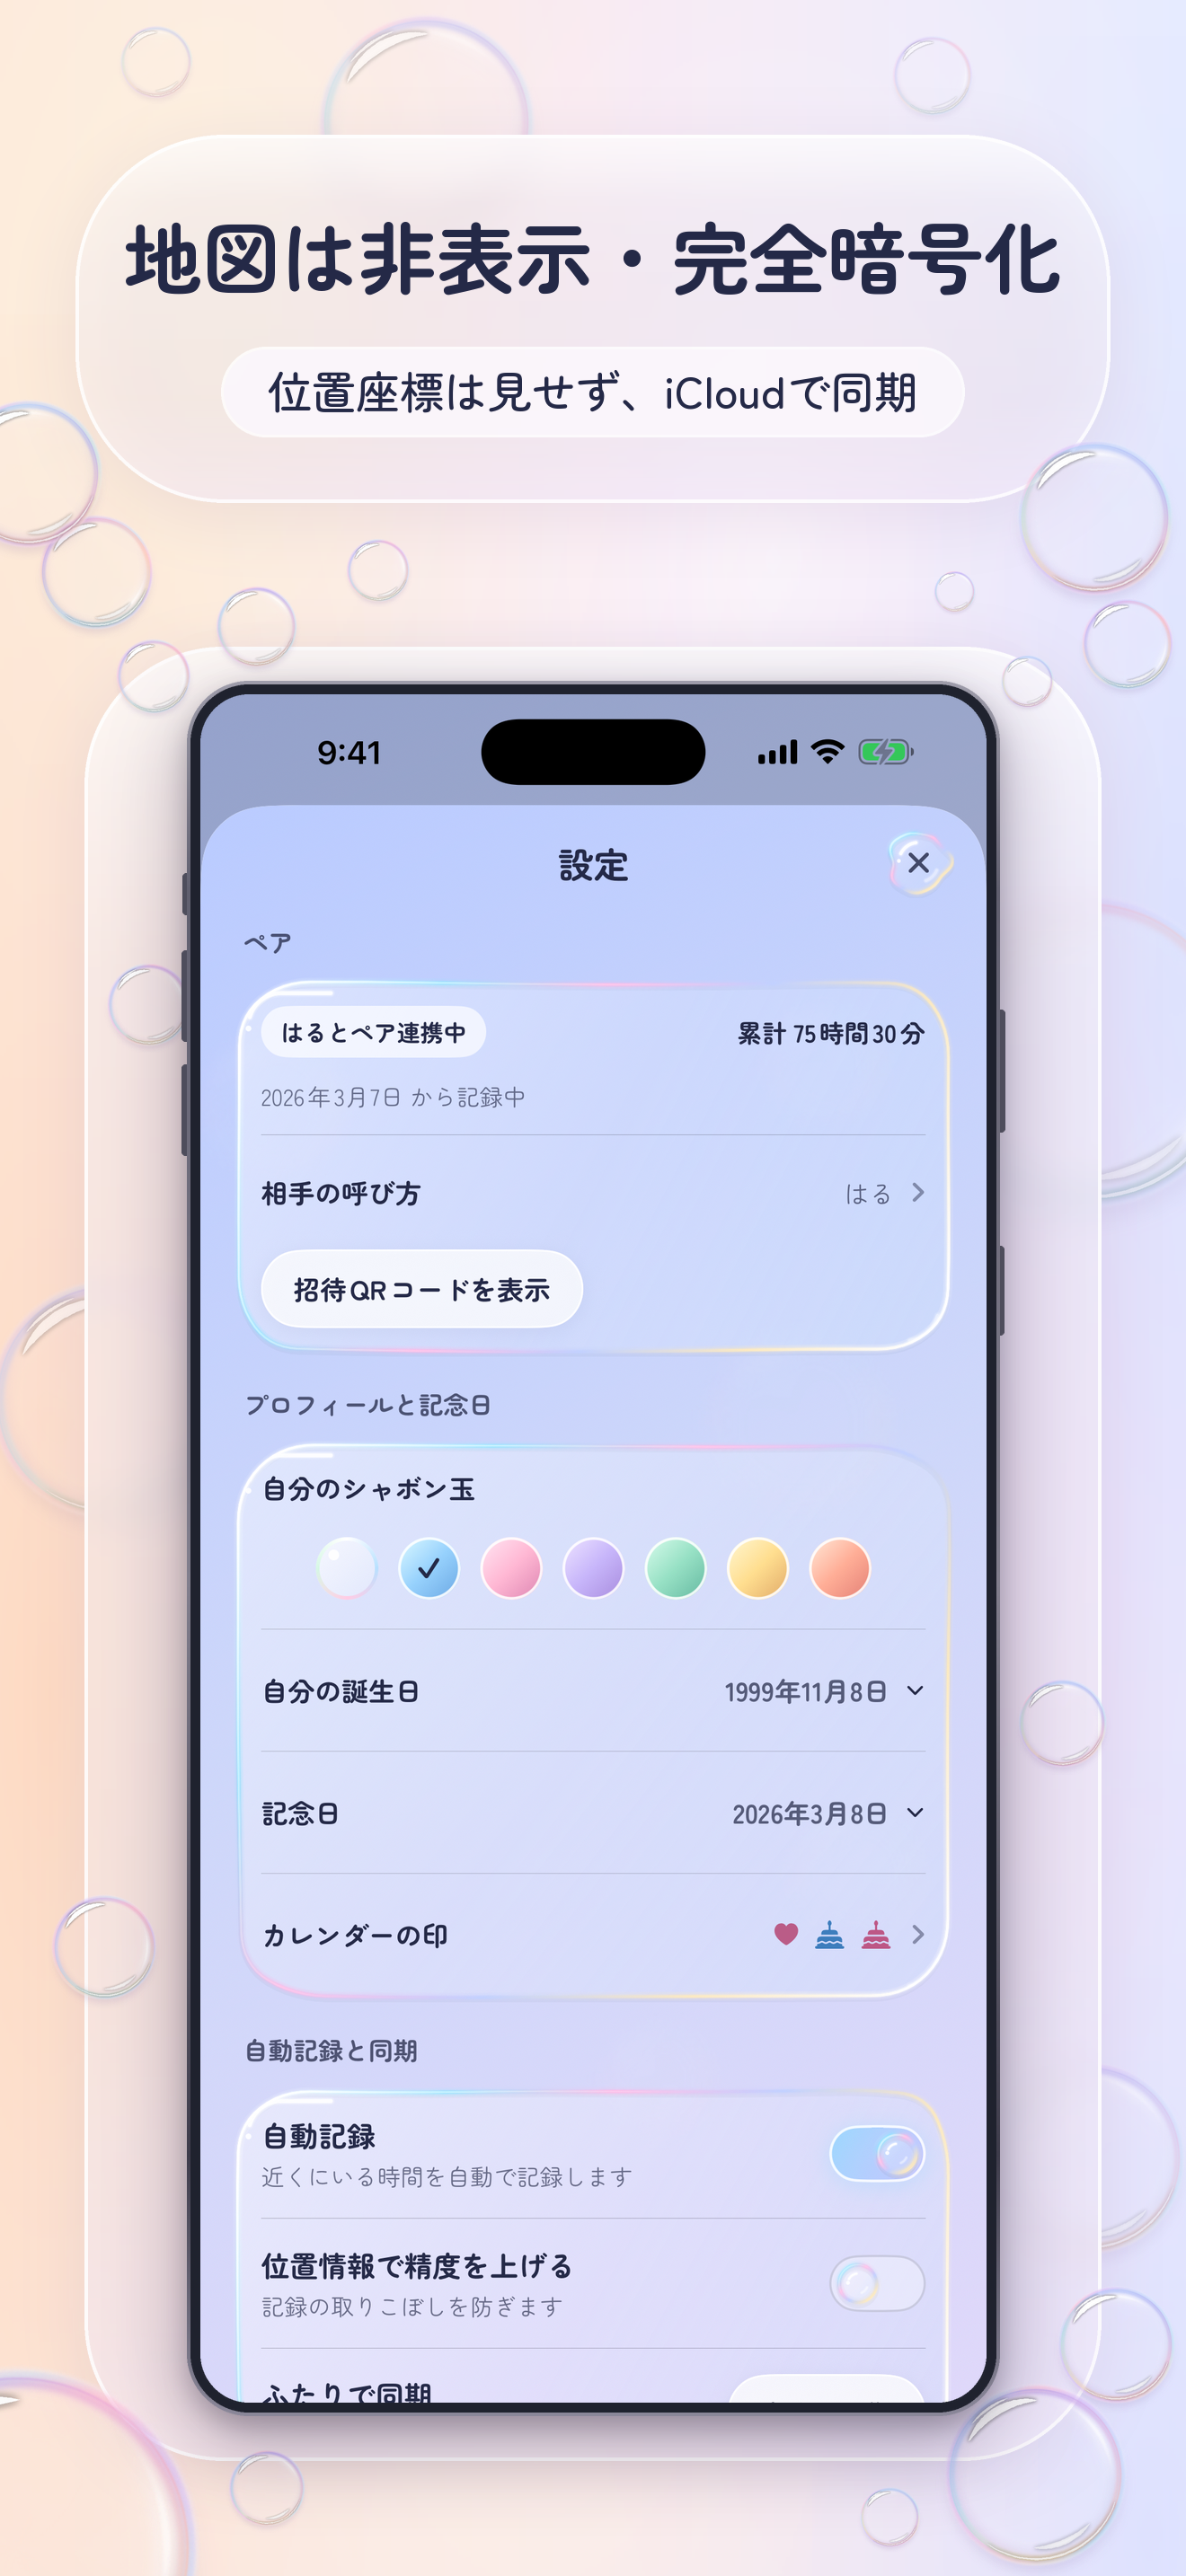 地図は非表示・完全暗号化
位置座標は見せず、iCloudで同期
9:41
設定
ペア
はるとペア連携中
累計 75時間30分
2026年3月7日 から記録中
相手の呼び方
はる
招待QRコードを表示
プロフィールと記念日
自分のシャボン玉
自分の誕生日
1999年11月8日
記念日
2026年3月8日
カレンダーの印
自動記録と同期
自動記録
近くにいる時間を自動で記録します
位置情報で精度を上げる
記録の取りこぼしを防ぎます
ふたりで同期